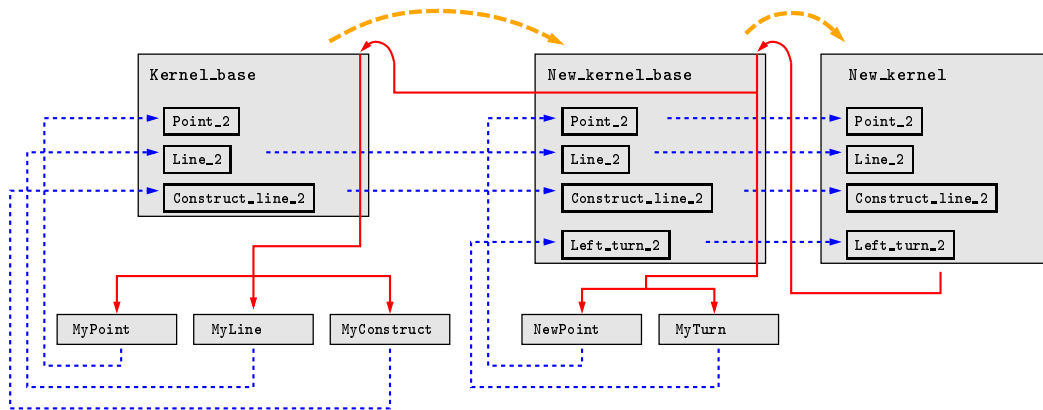 Kernel_base
New_kernel_base
New_kernel
Point_2
Point_2
Point_2
Line_2
Line_2
Line_2
Construct_line_2
Construct_line_2
Construct_line_2
Left_turn_2
Left_turn_2
MyPoint
MyLine
MyConstruct
NewPoint
MyTurn